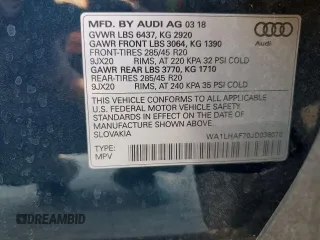 MFD. BY AUDI AG 03 18
GVWR LBS 6437, KG 2920
GAWR FRONT LBS 3064, KG 1390
FRONT-TIRES 285/45 R20
9JX20 RIMS, AT 220 KPA 32 PSI COLD
GAWR REAR LBS 3770, KG 1710
REAR-TIRES 285/45 R20
9JX20 RIMS, AT 240 KPA 35 PSI COLD
Audi
THIS VEHICLE CONFORMS TO ALL APPLICABLE
U.S. FEDERAL MOTOR VEHICLE SAFETY STANDARDS
IN EFFECT ON THE DATE OF MANUFACTURE
SHOWN ABOVE.
SLOVAKIA
TYPE:
MPV
DREAMBID